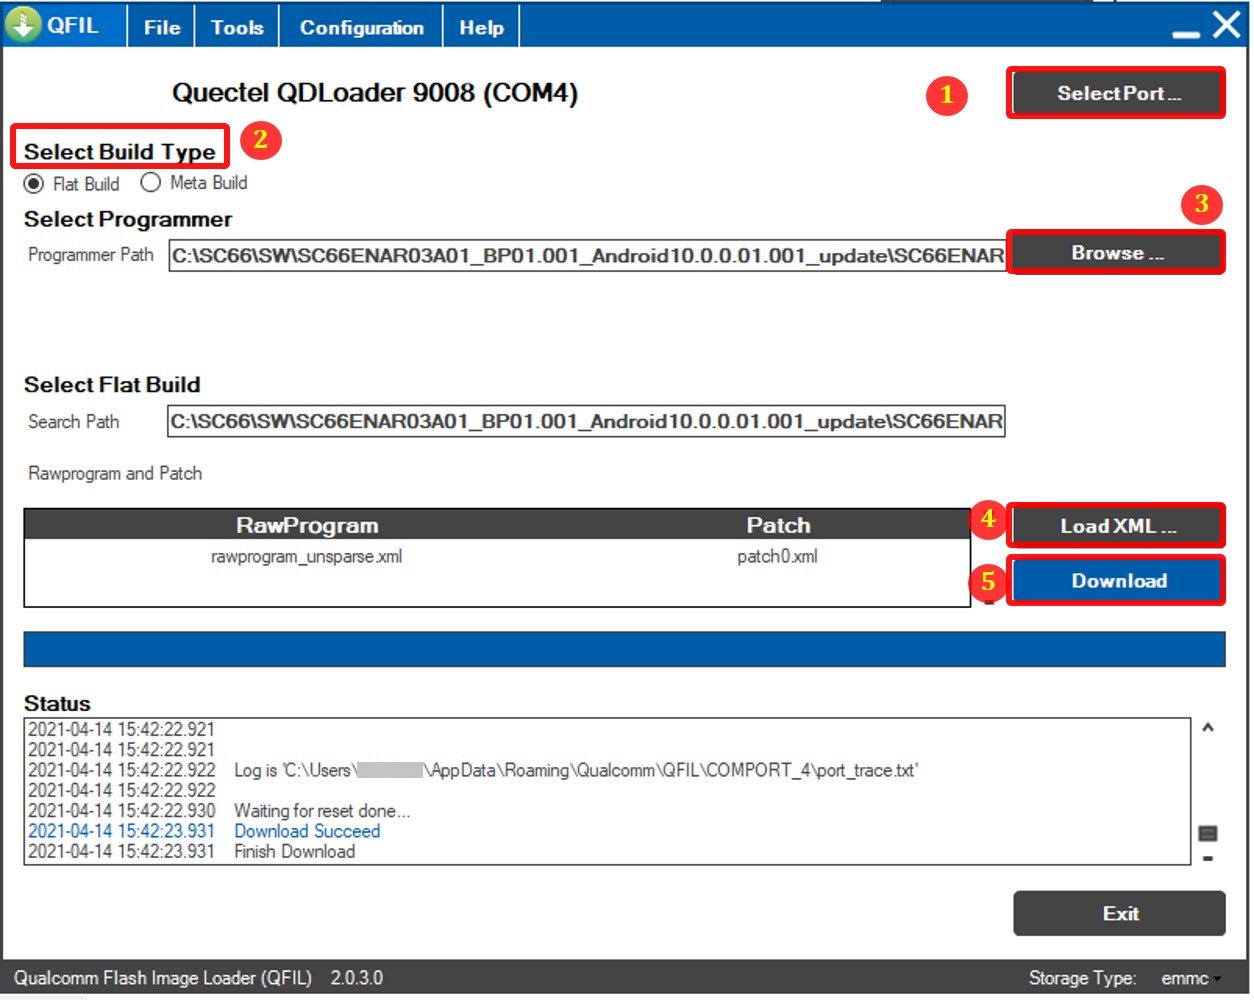 QFIL File Tools Configuration Help
Quectel QDLoader 9008 (COM4) 1 Select Port ...
Select Build Type 2
Flat Build Meta Build
Select Programmer 3
Programmer Path C:\SC66\SW\SC66ENAR03A01_BP01.001_Android10.0.0.01.001_update\SC66ENAR Browse ...
Select Flat Build
Search Path C:\SC66\SW\SC66ENAR03A01_BP01.001_Android10.0.0.01.001_update\SC66ENAR
Rawprogram and Patch
RawProgram Patch 4 Load XML ...
rawprogram_unsparse.xml patch0.xml
5 Download
Status
2021-04-14 15:42:22.921
2021-04-14 15:42:22.921
2021-04-14 15:42:22.922 Log is 'C:\Users\ \AppData\Roaming\Qualcomm\QFIL\COMPORT_4\port_trace.txt'
2021-04-14 15:42:22.922
2021-04-14 15:42:22.930 Waiting for reset done...
2021-04-14 15:42:23.931 Download Succeed
2021-04-14 15:42:23.931 Finish Download
Exit
Qualcomm Flash Image Loader (QFIL) 2.0.3.0 Storage Type: emmc